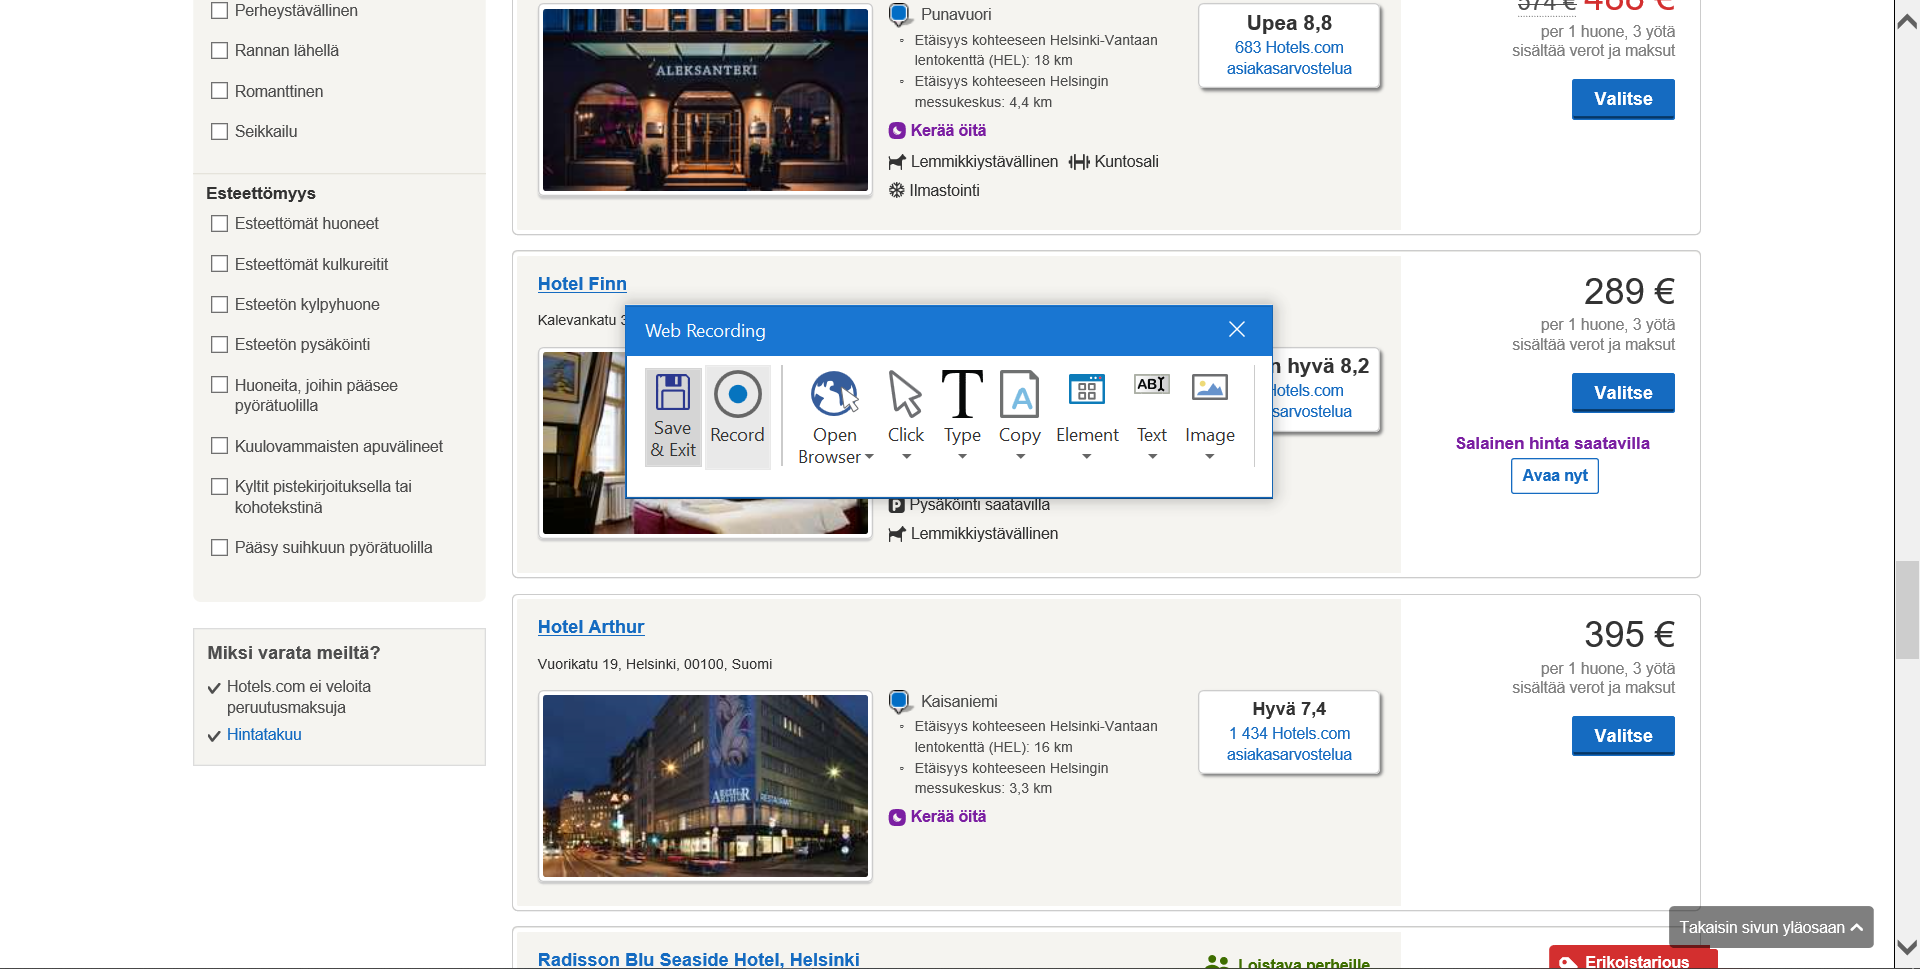 Perheystävällinen
Rannan lähellä
Romanttinen
Seikkailu
Esteettömyys
Esteettömät huoneet
Esteettömät kulkureitit
Esteetön kylpyhuone
Esteetön pysäköinti
Huoneita, joihin pääsee
pyörätuolilla
Kuulovammaisten apuvälineet
Kyltit pistekirjoituksella tai
kohotekstinä
Pääsy suihkuun pyörätuolilla
Miksi varata meiltä?
Hotels.com ei veloita
peruutusmaksuja
Hintatakuu
ALEKSANTERI
Punavuori
Etäisyys kohteeseen Helsinki-Vantaan
lentokenttä (HEL): 18 km
Etäisyys kohteeseen Helsingin
messukeskus: 4,4 km
Kerää öitä
Lemmikkiystävällinen Kuntosali
Ilmastointi
Upea 8,8
683 Hotels.com
asiakasarvostelua
574 €
per 1 huone, 3 yötä
sisältää verot ja maksut
Valitse
Hotel Finn
Kalevankatu
Web Recording
Save
& Exit
Record
Open
Browser
Click
Type
Copy
Element
ABI
Text
Image
hyvä 8,2
Hotels.com
Pysäköinti saatavilla
Lemmikkiystävällinen
289 €
per 1 huone, 3 yötä
sisältää verot ja maksut
Valitse
Salainen hinta saatavilla
Avaa nyt
Hotel Arthur
Vuorikatu 19, Helsinki, 00100, Suomi
ARTHUR
RESTAURANT
Kaisaniemi
Etäisyys kohteeseen Helsinki-Vantaan
lentokenttä (HEL): 16 km
Etäisyys kohteeseen Helsingin
messukeskus: 3,3 km
Kerää öitä
Hyvä 7,4
1 434 Hotels.com
asiakasarvostelua
395 €
per 1 huone, 3 yötä
sisältää verot ja maksut
Valitse
Takaisin sivun yläosaan
Radisson Blu Seaside Hotel, Helsinki
Loistava perheille
Erikoistarjous